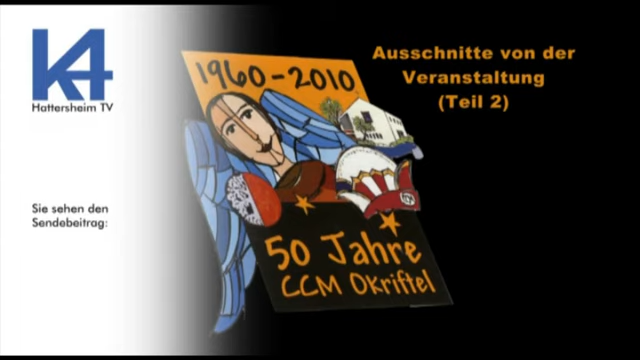 K4
Hattersheim TV
Sie sehen den
Sendebeitrag:
1960-2010
50 Jahre
CCM Okriftel
Ausschnitte von der
Veranstaltung
(Teil 2)